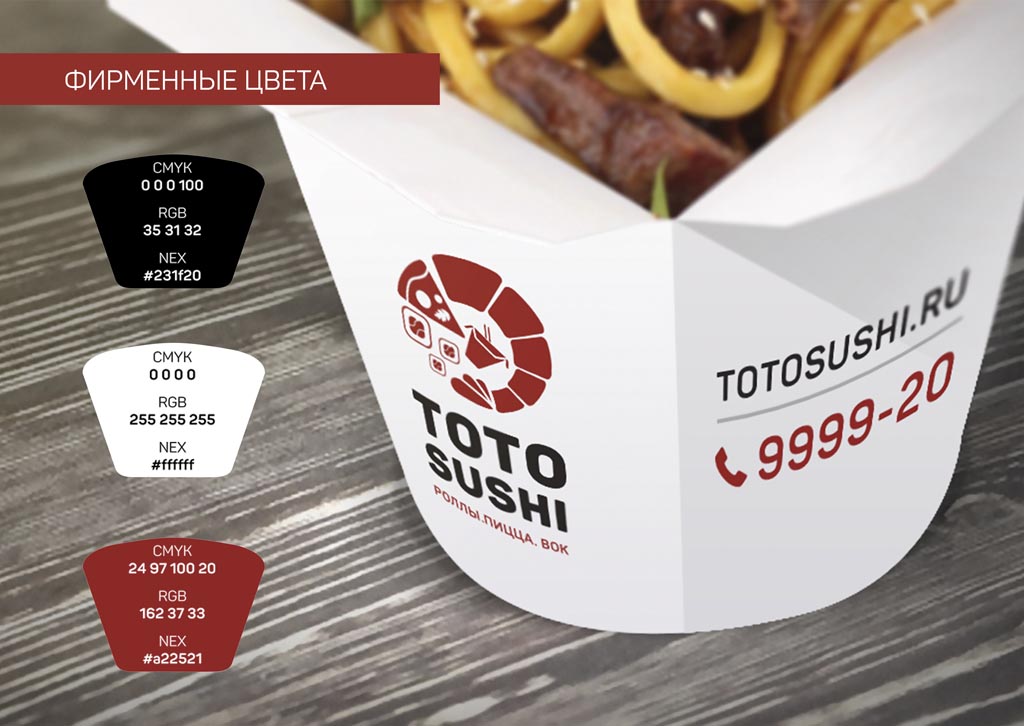 ФИРМЕННЫЕ ЦВЕТА
CMYK
0 0 0 100
RGB
35 31 32
NEX
#231f20
CMYK
0 0 0 0
RGB
255 255 255
NEX
#ffffff
CMYK
24 97 100 20
RGB
162 37 33
NEX
#a22521
TOTO
SUSHI
РОЛЛЫ.ПИЦЦА. ВОК
TOTOSUSHI.RU
9999-20